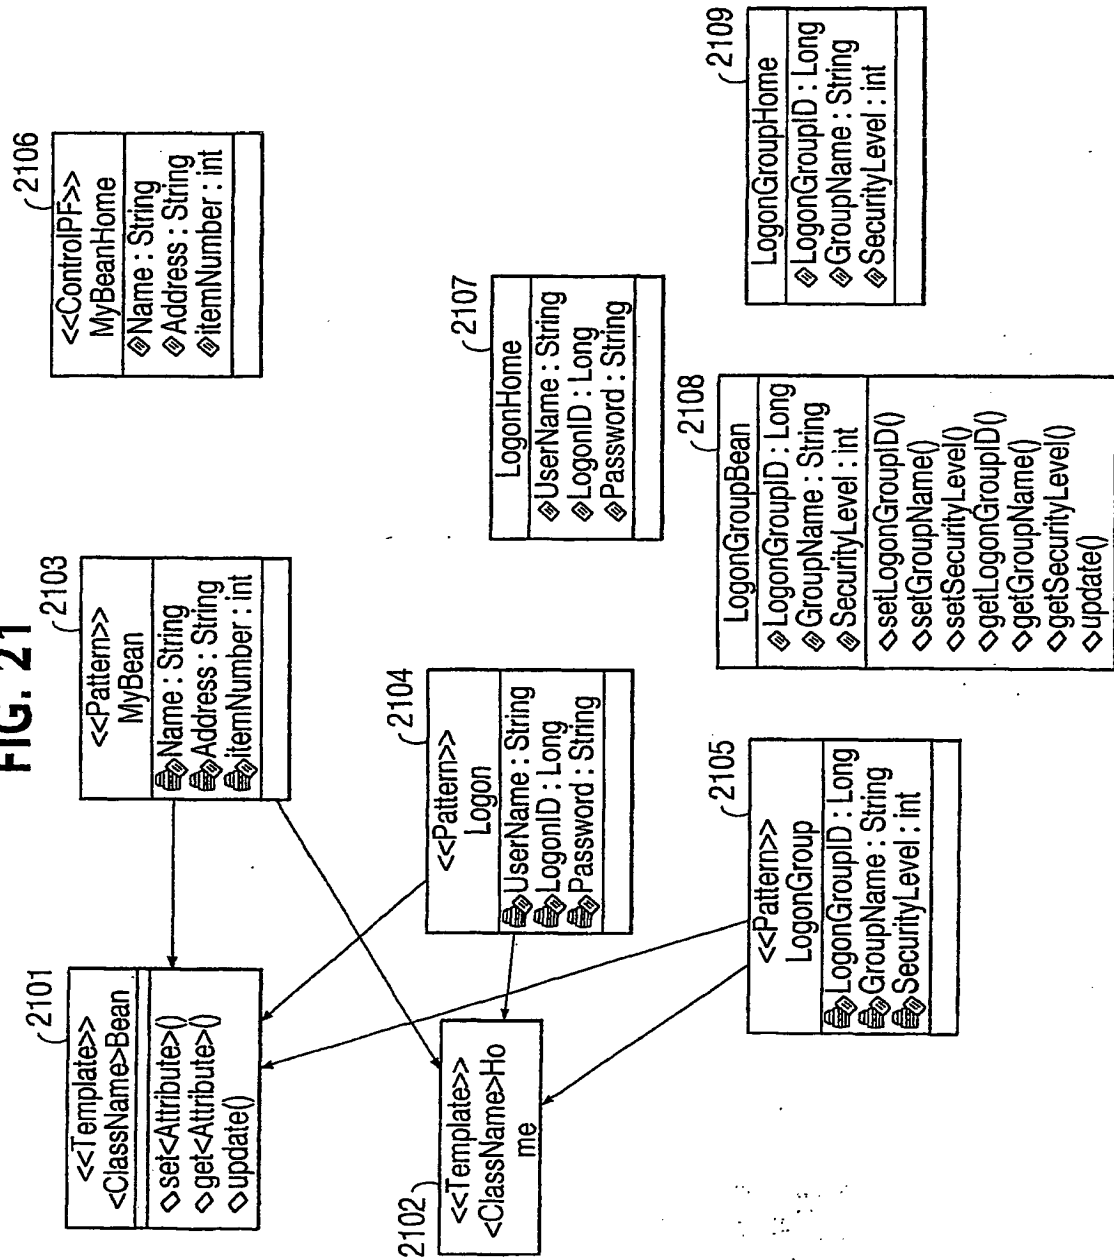 FIG. 21
2101
<<Template>>
<ClassName>Bean
set<Attribute>()
get<Attribute>()
update()
2103
<<Pattern>>
MyBean
Name : String
Address : String
itemNumber : int
2106
<<ControlPF>>
MyBeanHome
Name : String
Address : String
itemNumber : int
2102
<<Template>>
<ClassName>Ho
me
2104
<<Pattern>>
Logon
UserName : String
LogonID : Long
Password : String
2107
LogonHome
UserName : String
LogonID : Long
Password : String
2105
<<Pattern>>
LogonGroup
LogonGroupID : Long
GroupName : String
SecurityLevel : int
2108
LogonGroupBean
LogonGroupID : Long
GroupName : String
SecurityLevel : int
setLogonGroupID()
setGroupName()
setSecurityLevel()
getLogonGroupID()
getGroupName()
getSecurityLevel()
update()
2109
LogonGroupHome
LogonGroupID : Long
GroupName : String
SecurityLevel : int